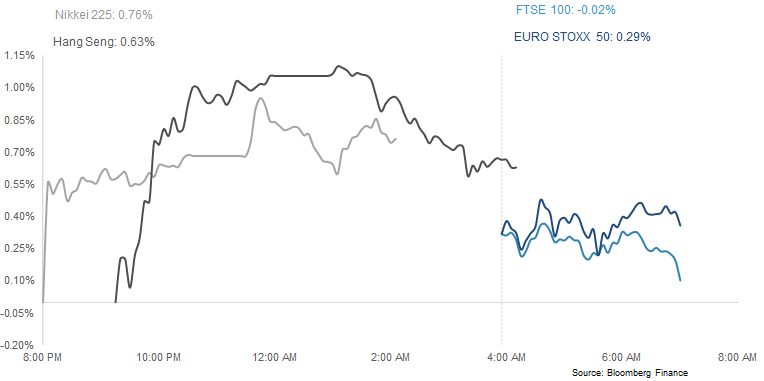 Nikkei 225: 0.76%
FTSE 100: -0.02%
Hang Seng: 0.63%
EURO STOXX 50: 0.29%
1.15%
1.00%
0.85%
0.70%
0.55%
0.40%
0.25%
0.10%
-0.05%
-0.20%
8:00 PM 10:00 PM 12:00 AM 2:00 AM 4:00 AM 6:00 AM 8:00 AM
Source: Bloomberg Finance